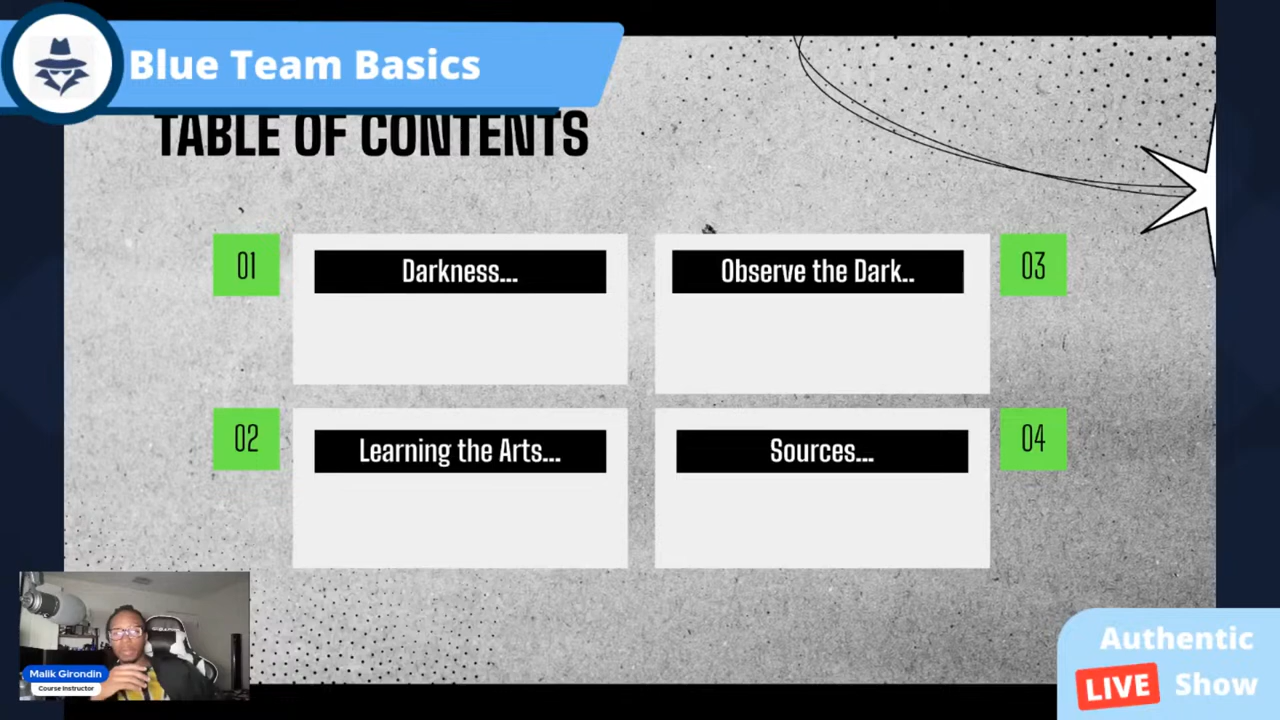 Blue Team Basics
TABLE OF CONTENTS
01
Darkness...
Observe the Dark..
03
02
Learning the Arts...
Sources...
04
Malik Girondin
Course Instructor
Authentic
LIVE Show